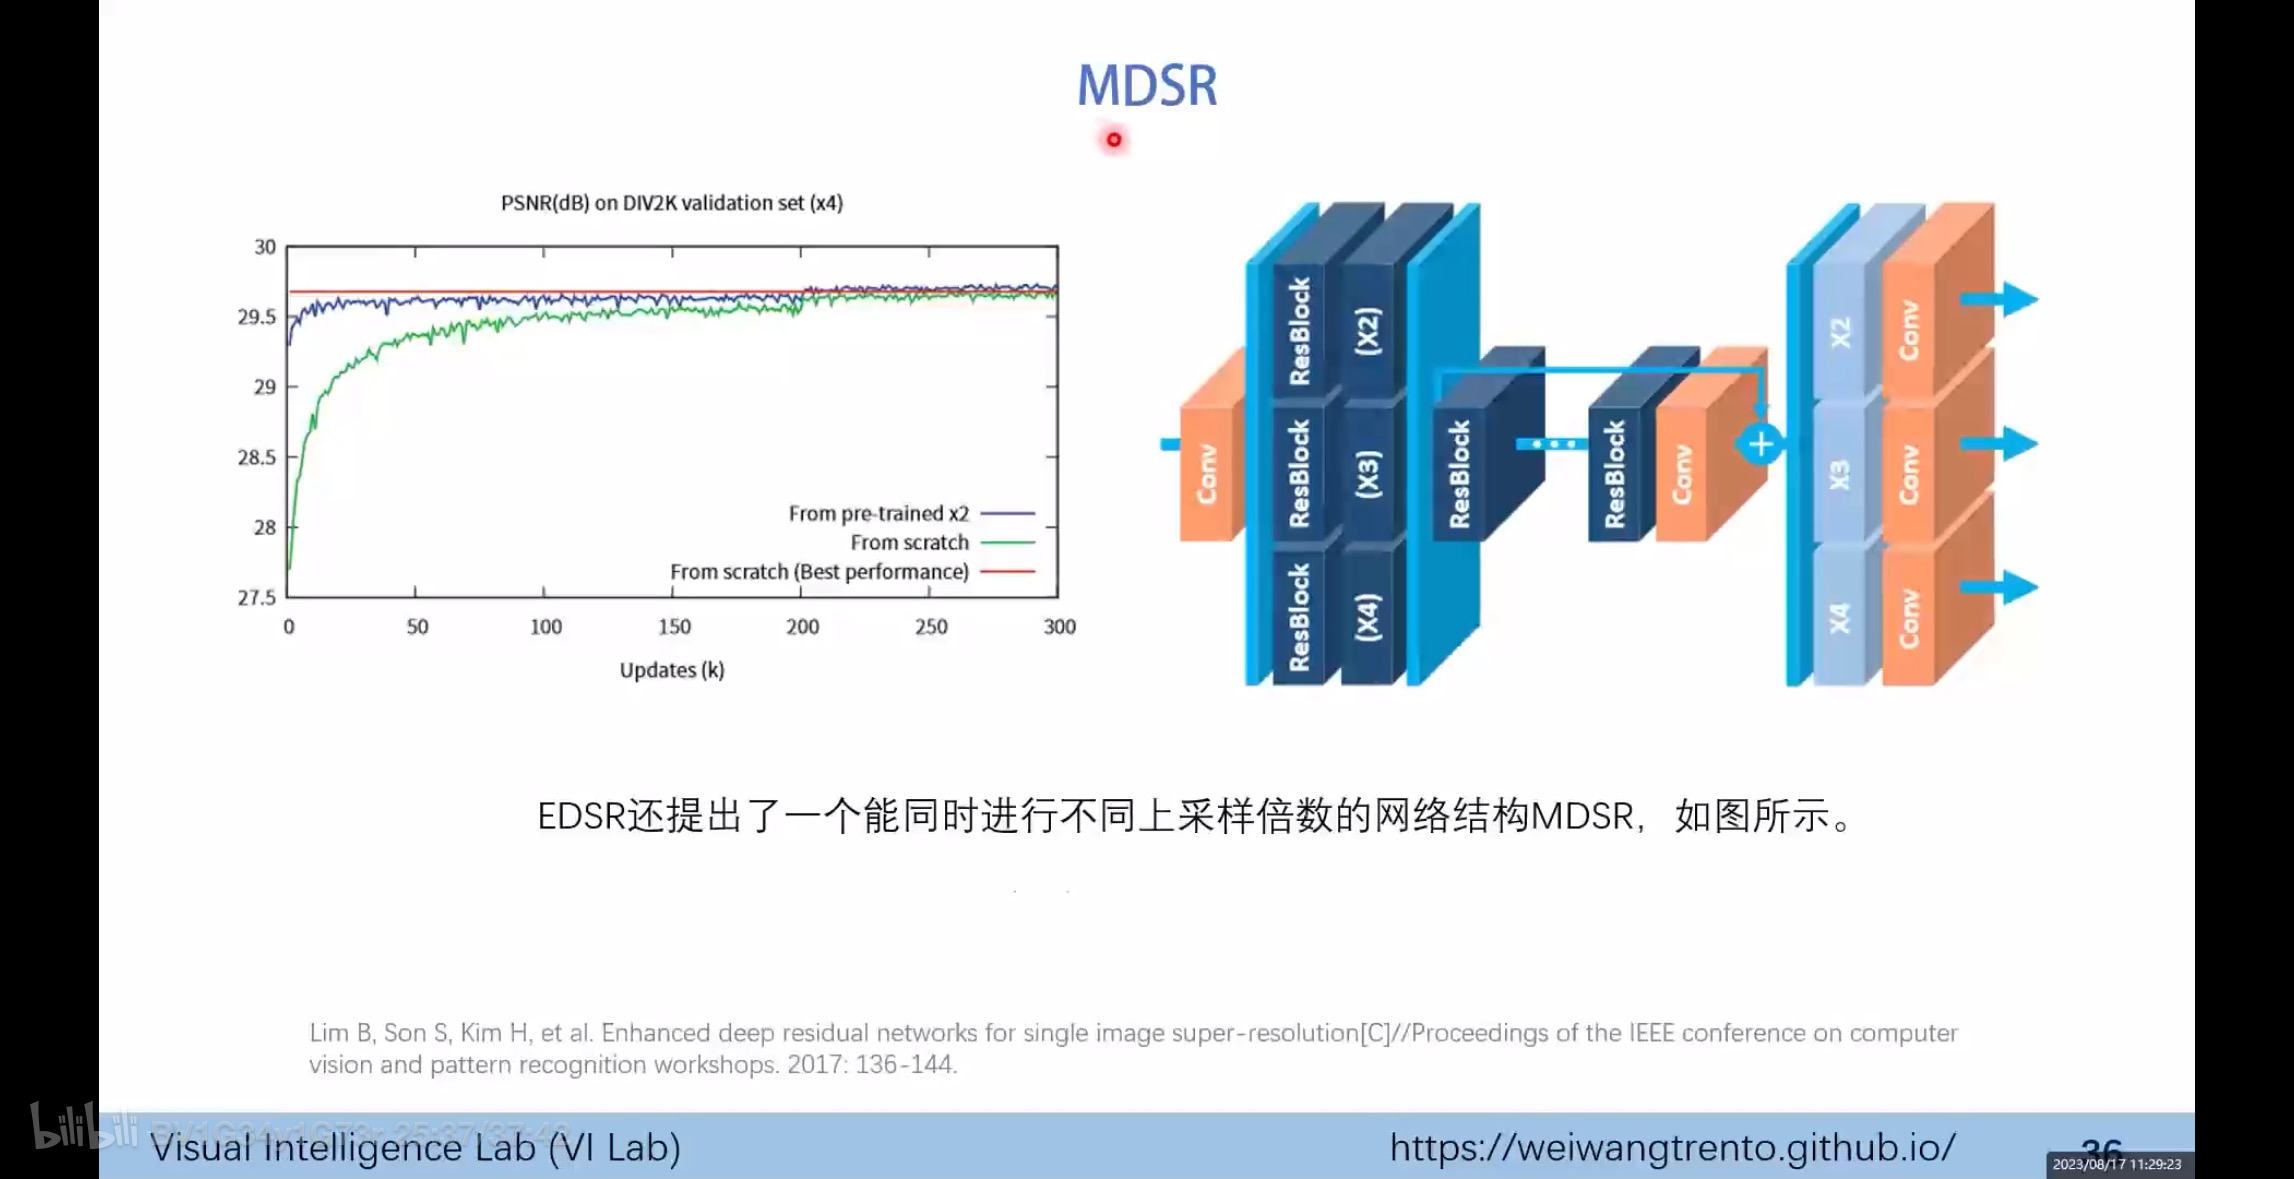 MDSR
PSNR(dB) on DIV2K validation set (x4)
30
29.5
29
28.5
28
27.5
0 50 100 150 200 250 300
Updates (k)
From pre-trained x2
From scratch
From scratch (Best performance)
Conv
ResBlock (X2)
ResBlock (X3)
ResBlock (X4)
ResBlock
ResBlock
Conv
X2 Conv
X3 Conv
X4 Conv
EDSR还提出了一个能同时进行不同上采样倍数的网络结构MDSR，如图所示。
Lim B, Son S, Kim H, et al. Enhanced deep residual networks for single image super-resolution[C]//Proceedings of the IEEE conference on computer
vision and pattern recognition workshops. 2017: 136-144.
bilibili
Visual Intelligence Lab (VI Lab)
https://weiwangtrento.github.io/
36
2023/08/17 11:29:23